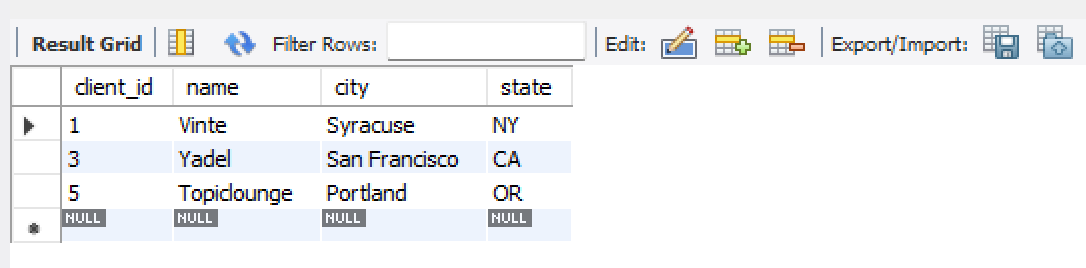 Result Grid Filter Rows: Edit: Export/Import:
client_id name city state
1 Vinte Syracuse NY
3 Yadel San Francisco CA
5 Topiclounge Portland OR
NULL NULL NULL NULL